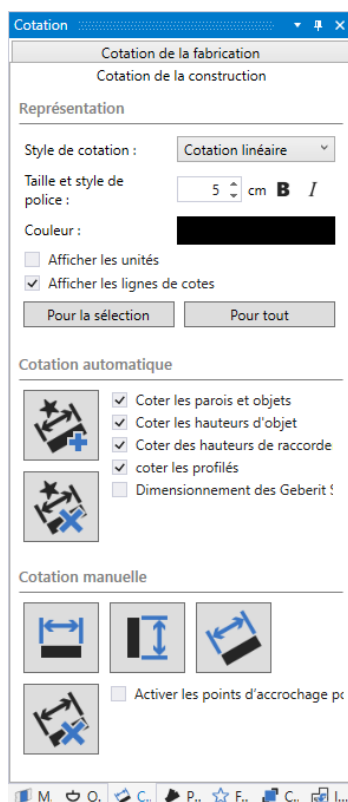 Cotation
Cotation de la fabrication
Cotation de la construction
Représentation
Style de cotation :
Cotation linéaire
Taille et style de
police :
5 cm B I
Couleur :
Afficher les unités
Afficher les lignes de cotes
Pour la sélection
Pour tout
Cotation automatique
Coter les parois et objets
Coter les hauteurs d'objet
Coter des hauteurs de raccorde
coter les profilés
Dimensionnement des Geberit
Cotation manuelle
Activer les points d'accrochage
M. O. C.. P.. F.. C.. I...